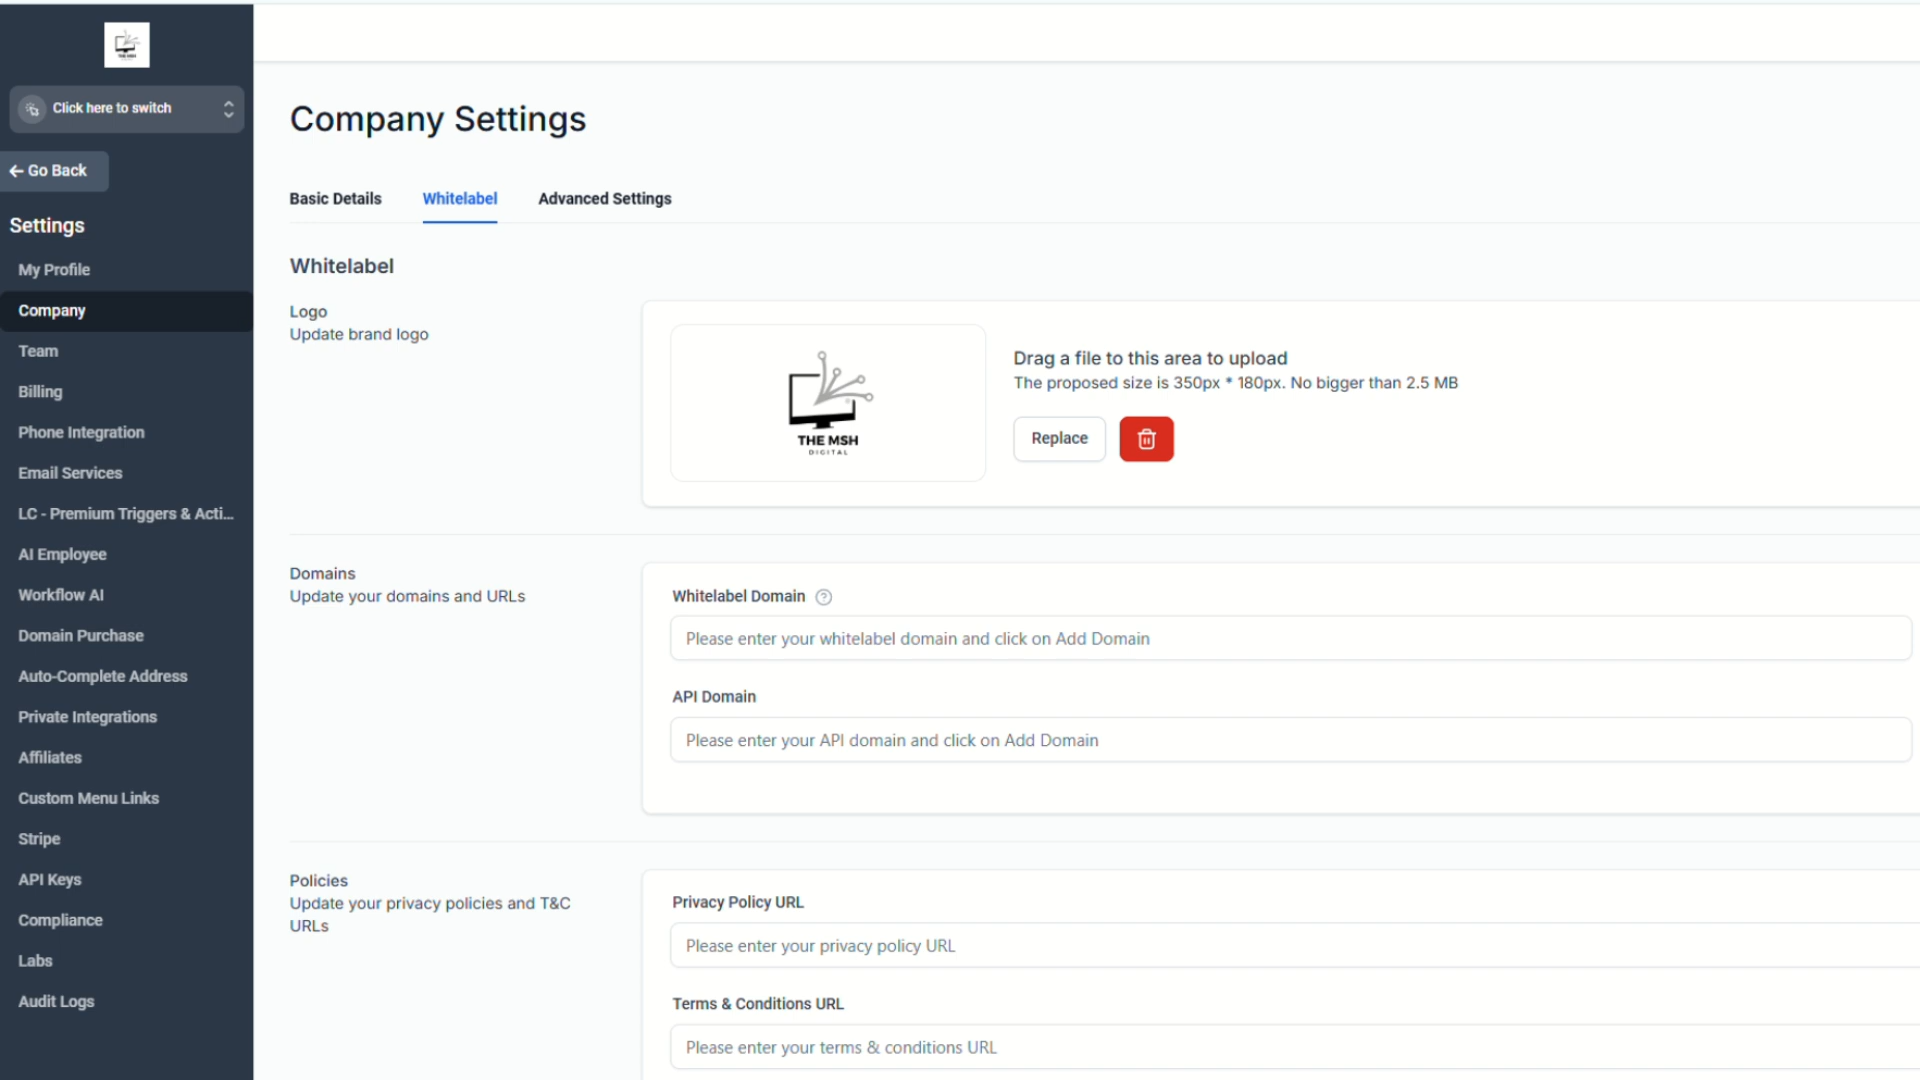 THE MSH
Click here to switch
Go Back
Settings
My Profile
Company
Team
Billing
Phone Integration
Email Services
LC - Premium Triggers & Acti...
AI Employee
Workflow AI
Domain Purchase
Auto-Complete Address
Private Integrations
Affiliates
Custom Menu Links
Stripe
API Keys
Compliance
Labs
Audit Logs
Company Settings
Basic Details Whitelabel Advanced Settings
Whitelabel
Logo
Update brand logo
THE MSH
DIGITAL
Drag a file to this area to upload
The proposed size is 350px * 180px. No bigger than 2.5 MB
Replace
Domains
Update your domains and URLs
Whitelabel Domain
Please enter your whitelabel domain and click on Add Domain
API Domain
Please enter your API domain and click on Add Domain
Policies
Update your privacy policies and T&C
URLs
Privacy Policy URL
Please enter your privacy policy URL
Terms & Conditions URL
Please enter your terms & conditions URL